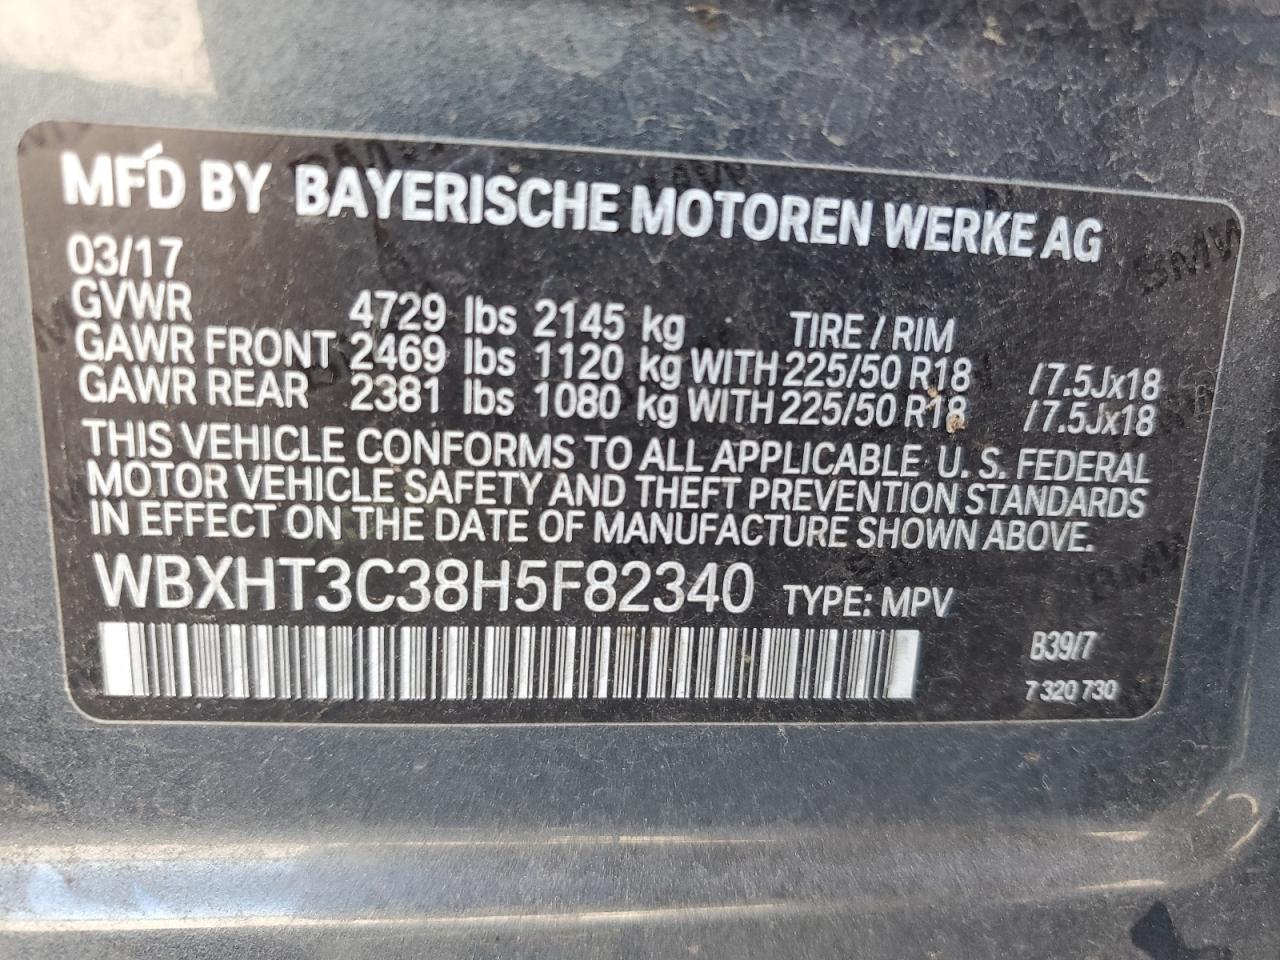 MFD BY BAYERISCHE MOTOREN WERKE AG
03/17
GVWR 4729 lbs 2145 kg TIRE / RIM
GAWR FRONT 2469 lbs 1120 kg WITH 225/50 R18 /7.5Jx18
GAWR REAR 2381 lbs 1080 kg WITH 225/50 R18 /7.5Jx18
THIS VEHICLE CONFORMS TO ALL APPLICABLE U. S. FEDERAL
MOTOR VEHICLE SAFETY AND THEFT PREVENTION STANDARDS
IN EFFECT ON THE DATE OF MANUFACTURE SHOWN ABOVE.
WBXHT3C38H5F82340 TYPE: MPV
B39/7
7 320 730